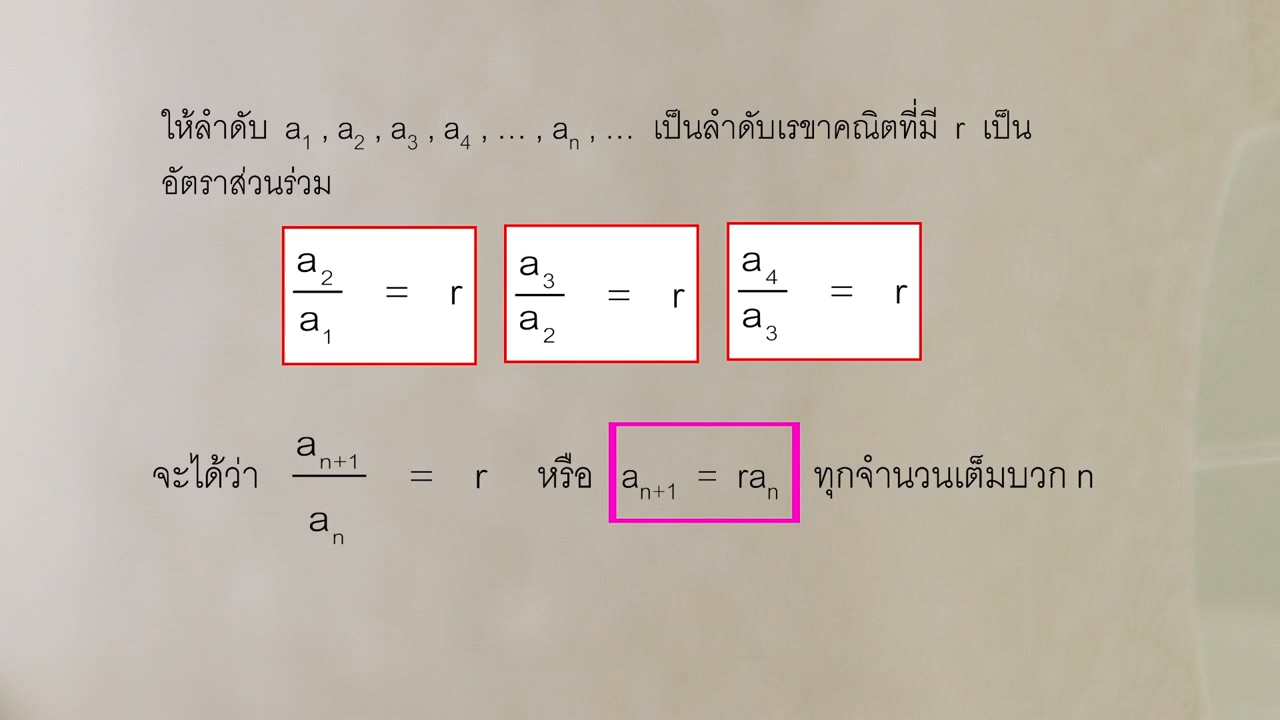 ให้ลำดับ a₁ , a₂ , a₃ , a₄ , ... , aₙ , ... เป็นลำดับเรขาคณิตที่มี r เป็น
อัตราส่วนร่วม
a₂/a₁ = r a₃/a₂ = r a₄/a₃ = r
จะได้ว่า aₙ₊₁/aₙ = r หรือ aₙ₊₁ = raₙ ทุกจำนวนเต็มบวก n